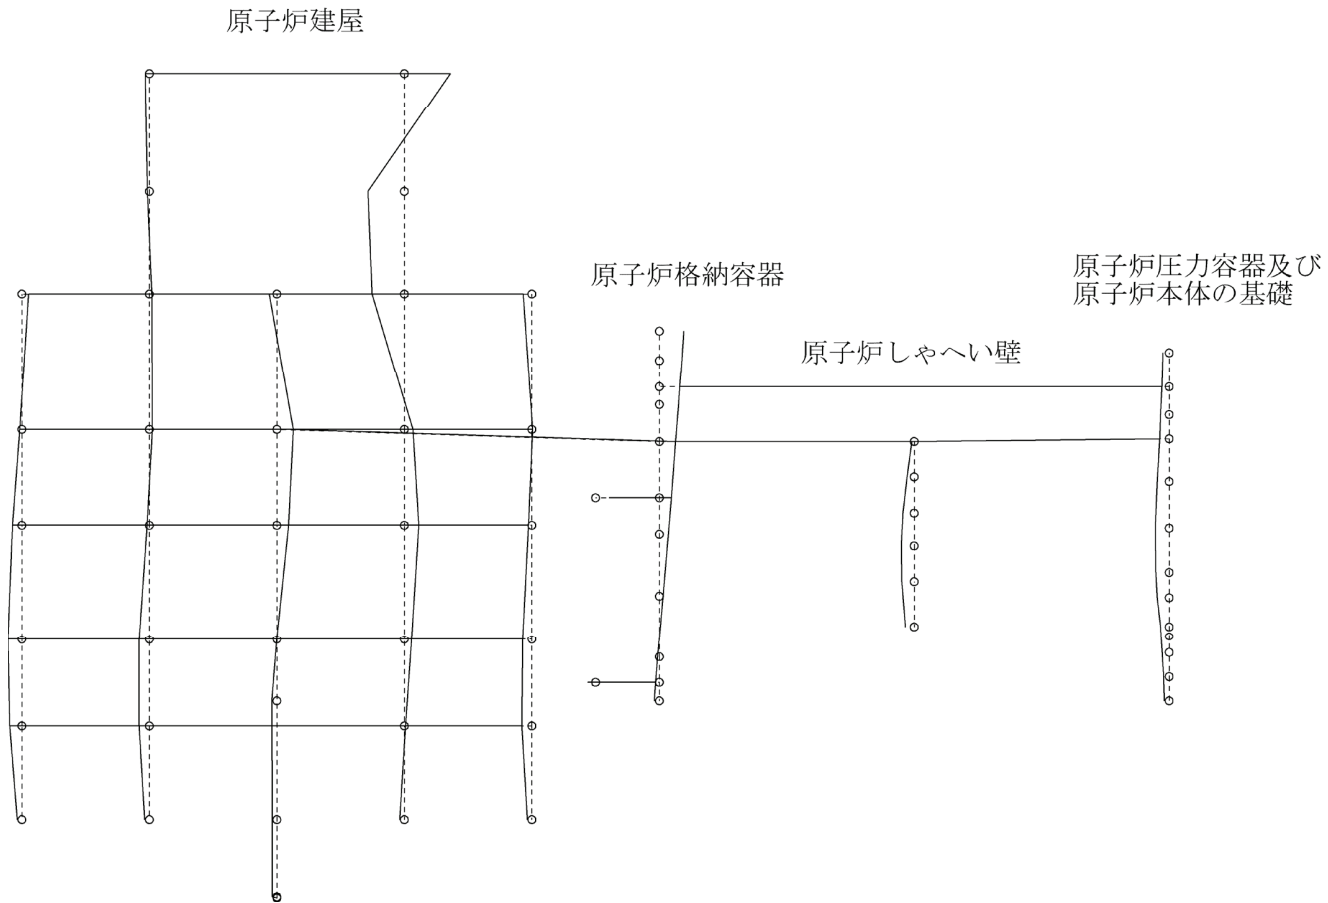 原子炉建屋
原子炉格納容器
原子炉しゃへい壁
原子炉圧力容器及び
原子炉本体の基礎